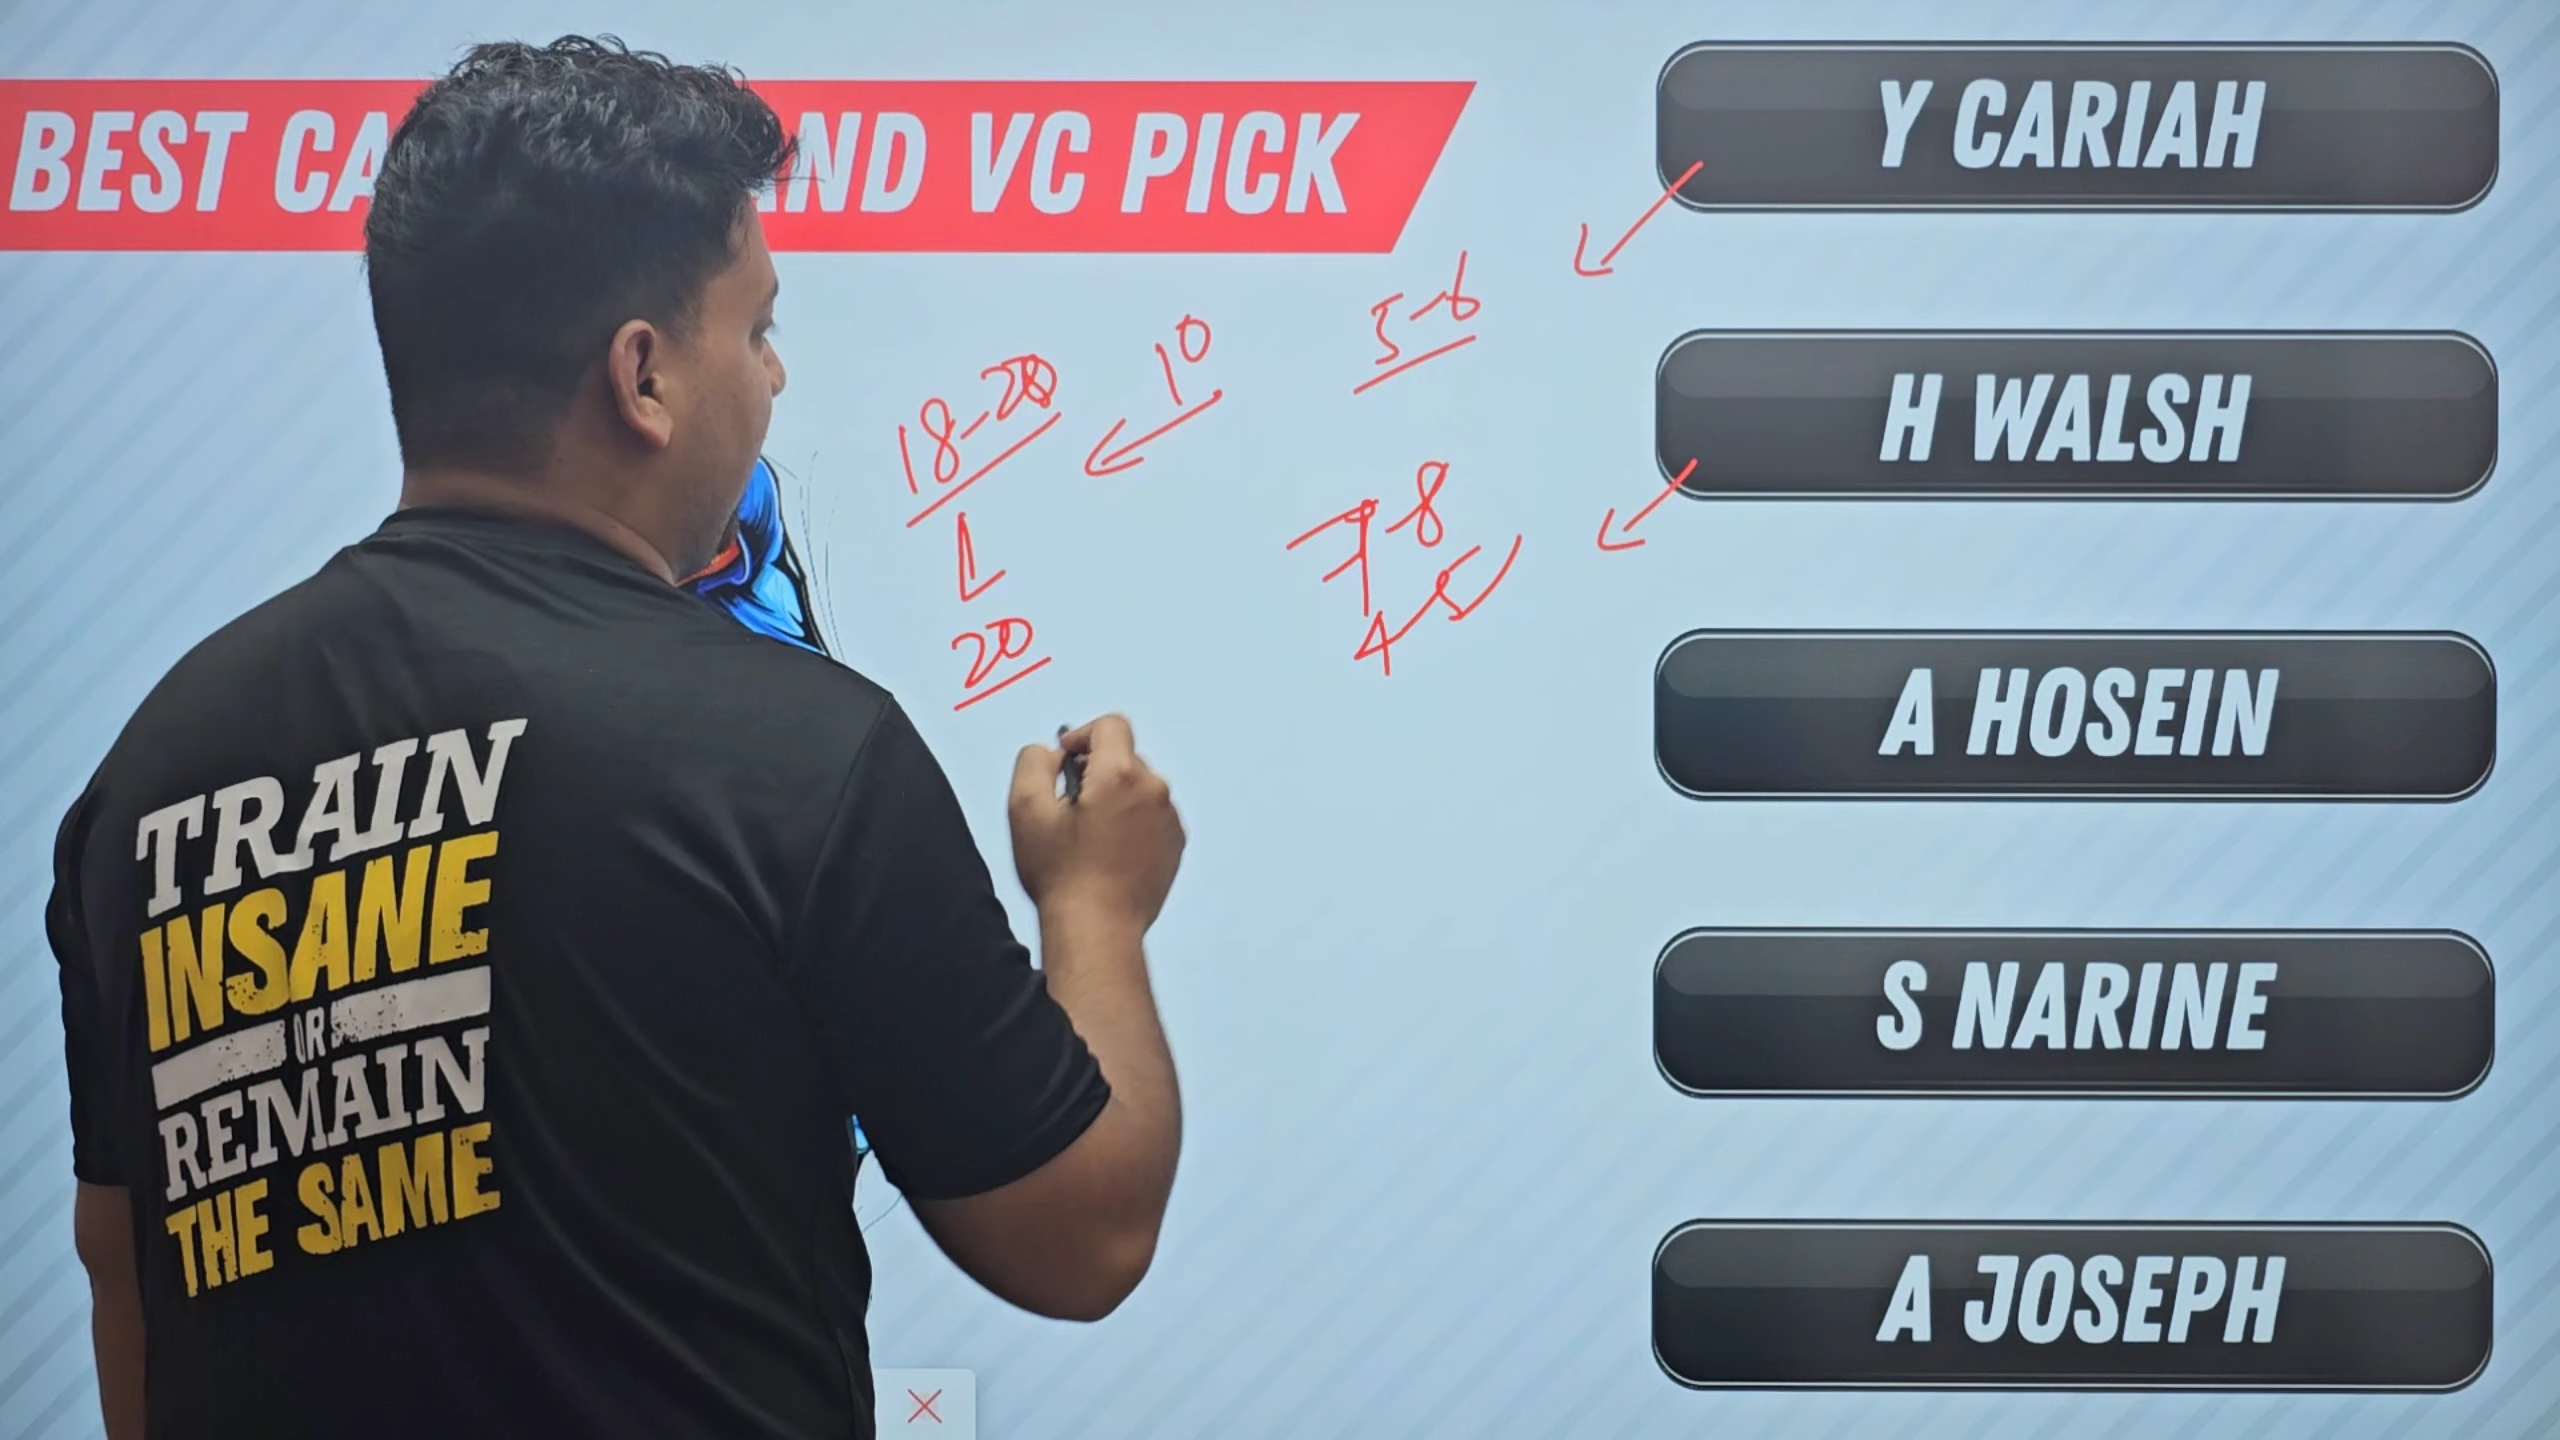 BEST CA ND VC PICK
Y CARIAH
H WALSH
A HOSEIN
S NARINE
A JOSEPH
5-6
10
18-20
7-8
4-5
20
TRAIN
INSANE
OR
REMAIN
THE SAME